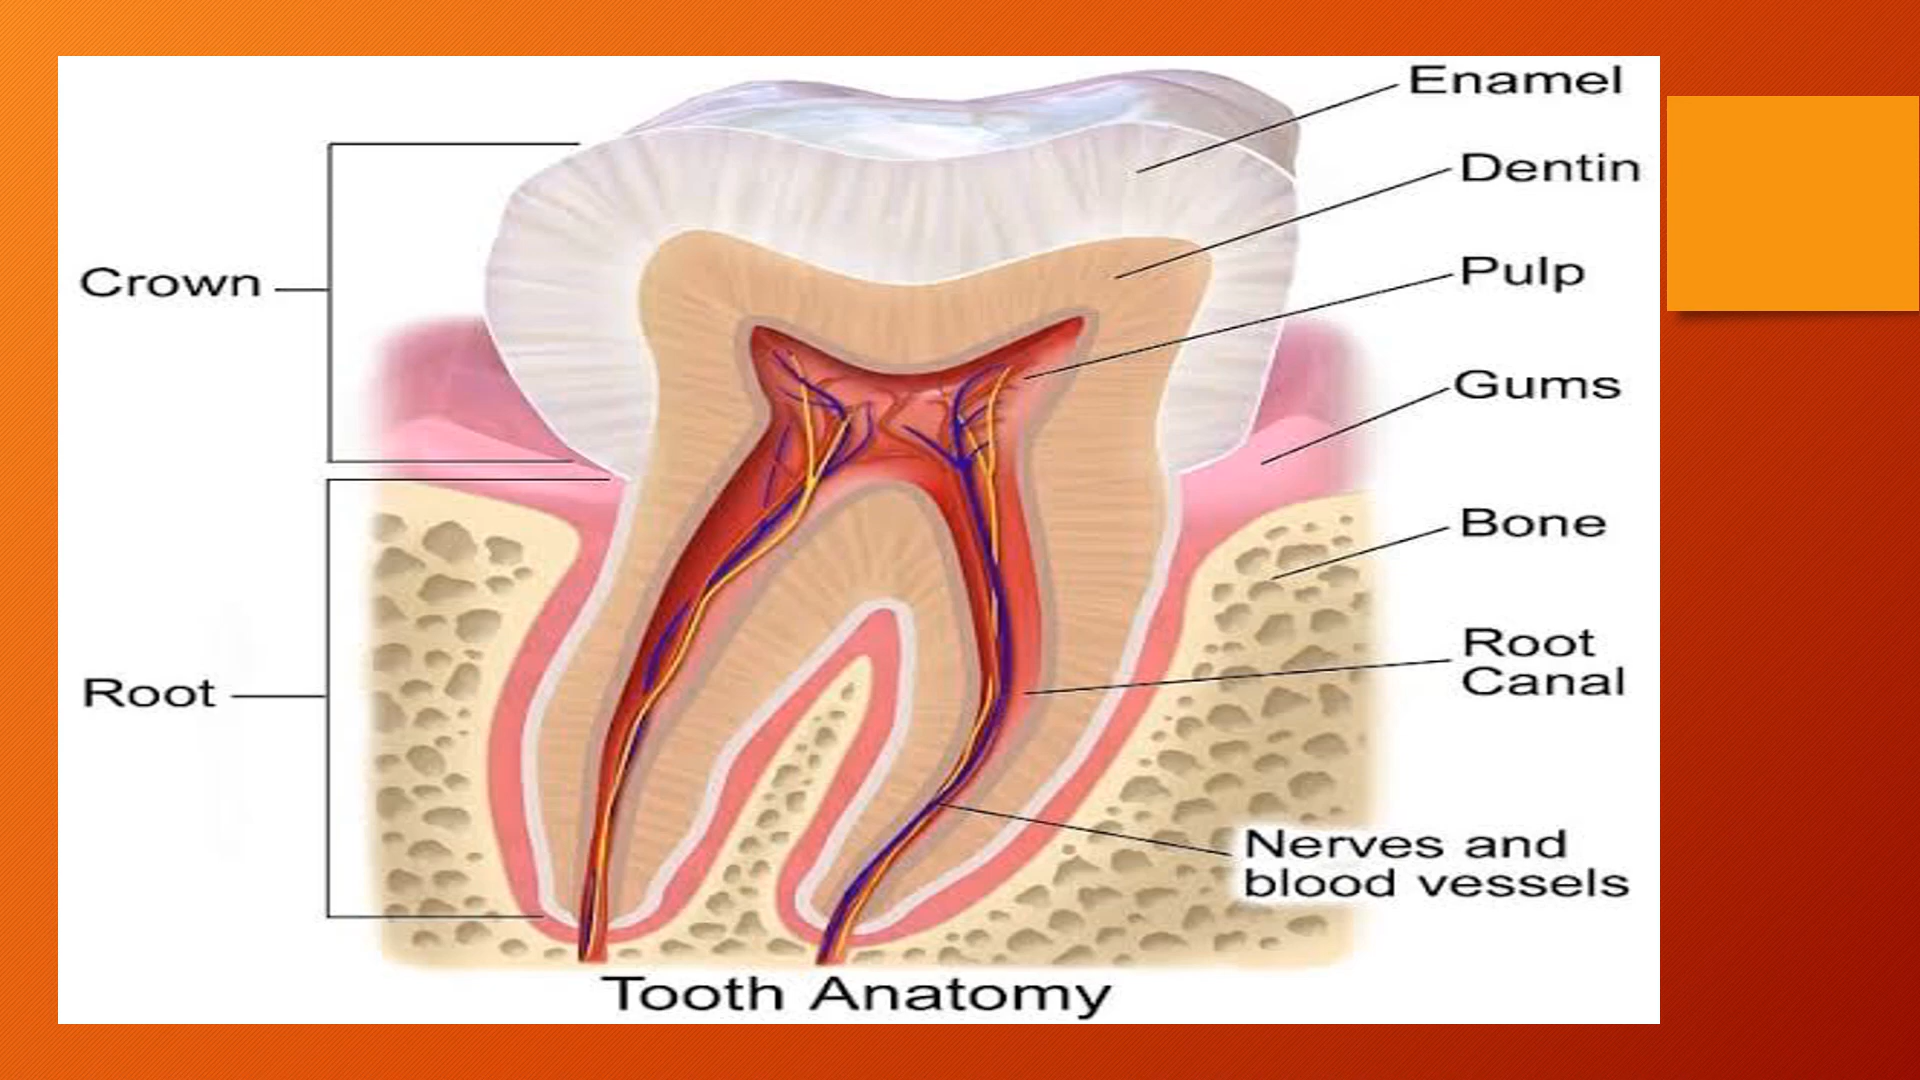 Enamel
Dentin
Crown
Pulp
Gums
Bone
Root
Canal
Root
Nerves and
blood vessels
Tooth Anatomy